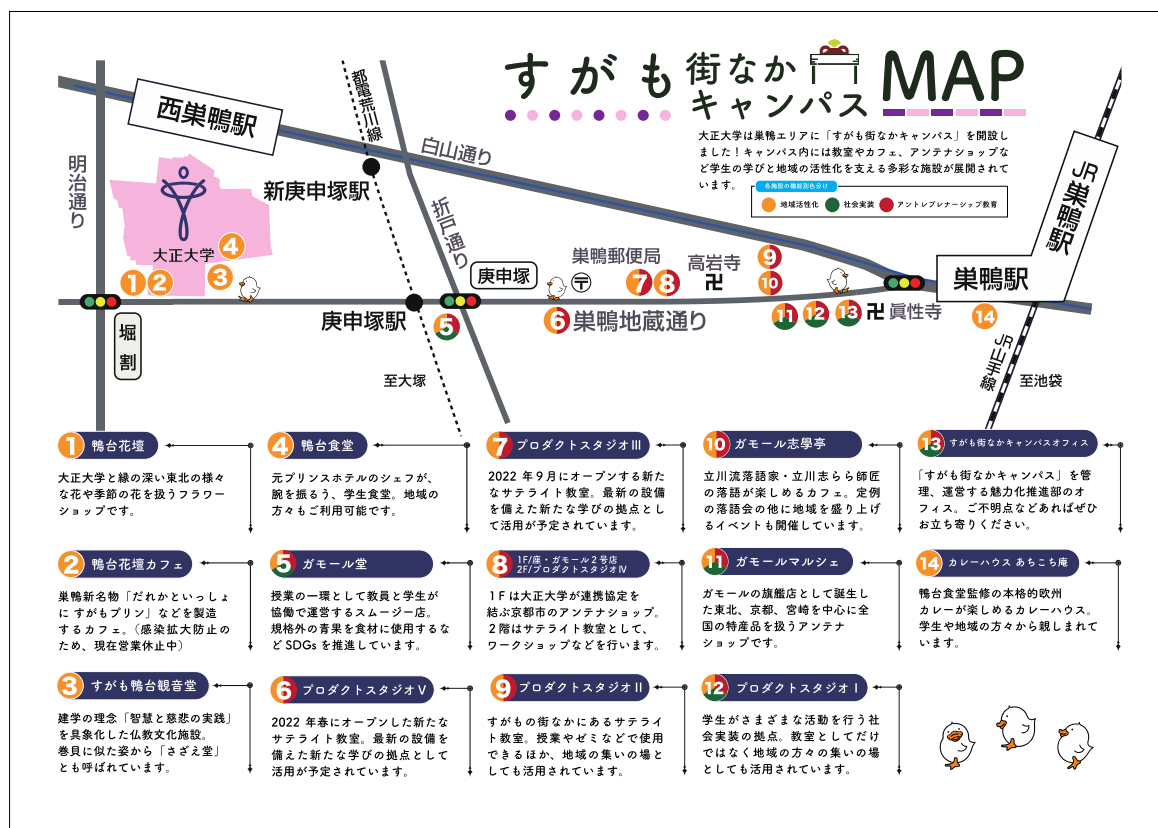 すがも街なかキャンパスMAP
大正大学は巣鴨エリアに「すがも街なかキャンパス」を開設し
ました！キャンパス内には教室やカフェ、アンテナショップな
ど学生の学びと地域の活性化を支える多彩な施設が展開されて
います。
各施設の機能別色分け
地域活性化 社会実装 アントレプレナーシップ教育
西巣鴨駅
都電荒川線
白山通り
明治通り
新庚申塚駅
折戸通り
JR巣鴨駅
大正大学
4
3
1 2
庚申塚
巣鴨郵便局
〒
7 8
高岩寺
卍
9
10
巣鴨駅
堀割
庚申塚駅
5
6
巣鴨地蔵通り
11 12 13
卍 眞性寺
14
至大塚
JR山手線
至池袋
1 鴨台花壇
大正大学と縁の深い東北の様々
な花や季節の花を扱うフラワー
ショップです。
2 鴨台花壇カフェ
巣鴨新名物「だれかといっしょ
に すがもプリン」などを製造
するカフェ。（感染拡大防止の
ため、現在営業休止中）
3 すがも鴨台観音堂
建学の理念「智慧と慈悲の実践」
を具象化した仏教文化施設。
巻貝に似た姿から「さざえ堂」
とも呼ばれています。
4 鴨台食堂
元プリンスホテルのシェフが、
腕を振るう、学生食堂。地域の
方々もご利用可能です。
5 ガモール堂
授業の一環として教員と学生が
協働で運営するスムージー店。
規格外の青果を食材に使用するな
どSDGsを推進しています。
6 プロダクトスタジオⅤ
2022 年春にオープンした新たな
サテライト教室。最新の設備を
備えた新たな学びの拠点として
活用が予定されています。
7 プロダクトスタジオⅢ
2022 年9月にオープンする新た
なサテライト教室。最新の設備
を備えた新たな学びの拠点とし
て活用が予定されています。
8 1F/座・ガモール2号店
2F/プロダクトスタジオⅣ
1Fは大正大学が連携協定を
結ぶ京都市のアンテナショップ。
2階はサテライト教室として、
ワークショップなどを行います。
9 プロダクトスタジオⅡ
すがもの街なかにあるサテライ
ト教室。授業やゼミなどで使用
できるほか、地域の集いの場と
しても活用されています。
10 ガモール志學亭
立川流落語家・立川志らら師匠
の落語が楽しめるカフェ。定例
の落語会の他に地域を盛り上げ
るイベントも開催しています。
11 ガモールマルシェ
ガモールの旗艦店として誕生し
た東北、京都、宮崎を中心に全
国の特産品を扱うアンテナ
ショップです。
12 プロダクトスタジオⅠ
学生がさまざまな活動を行う社
会実装の拠点。教室としてだけ
ではなく地域の方々の集いの場
としても活用されています。
13 すがも街なかキャンパスオフィス
「すがも街なかキャンパス」を管
理、運営する魅力化推進部のオ
フィス。ご不明点などあればぜひ
お立ち寄りください。
14 カレーハウス あちこち庵
鴨台食堂監修の本格的欧州
カレーが楽しめるカレーハウス。
学生や地域の方々から親しまれて
います。